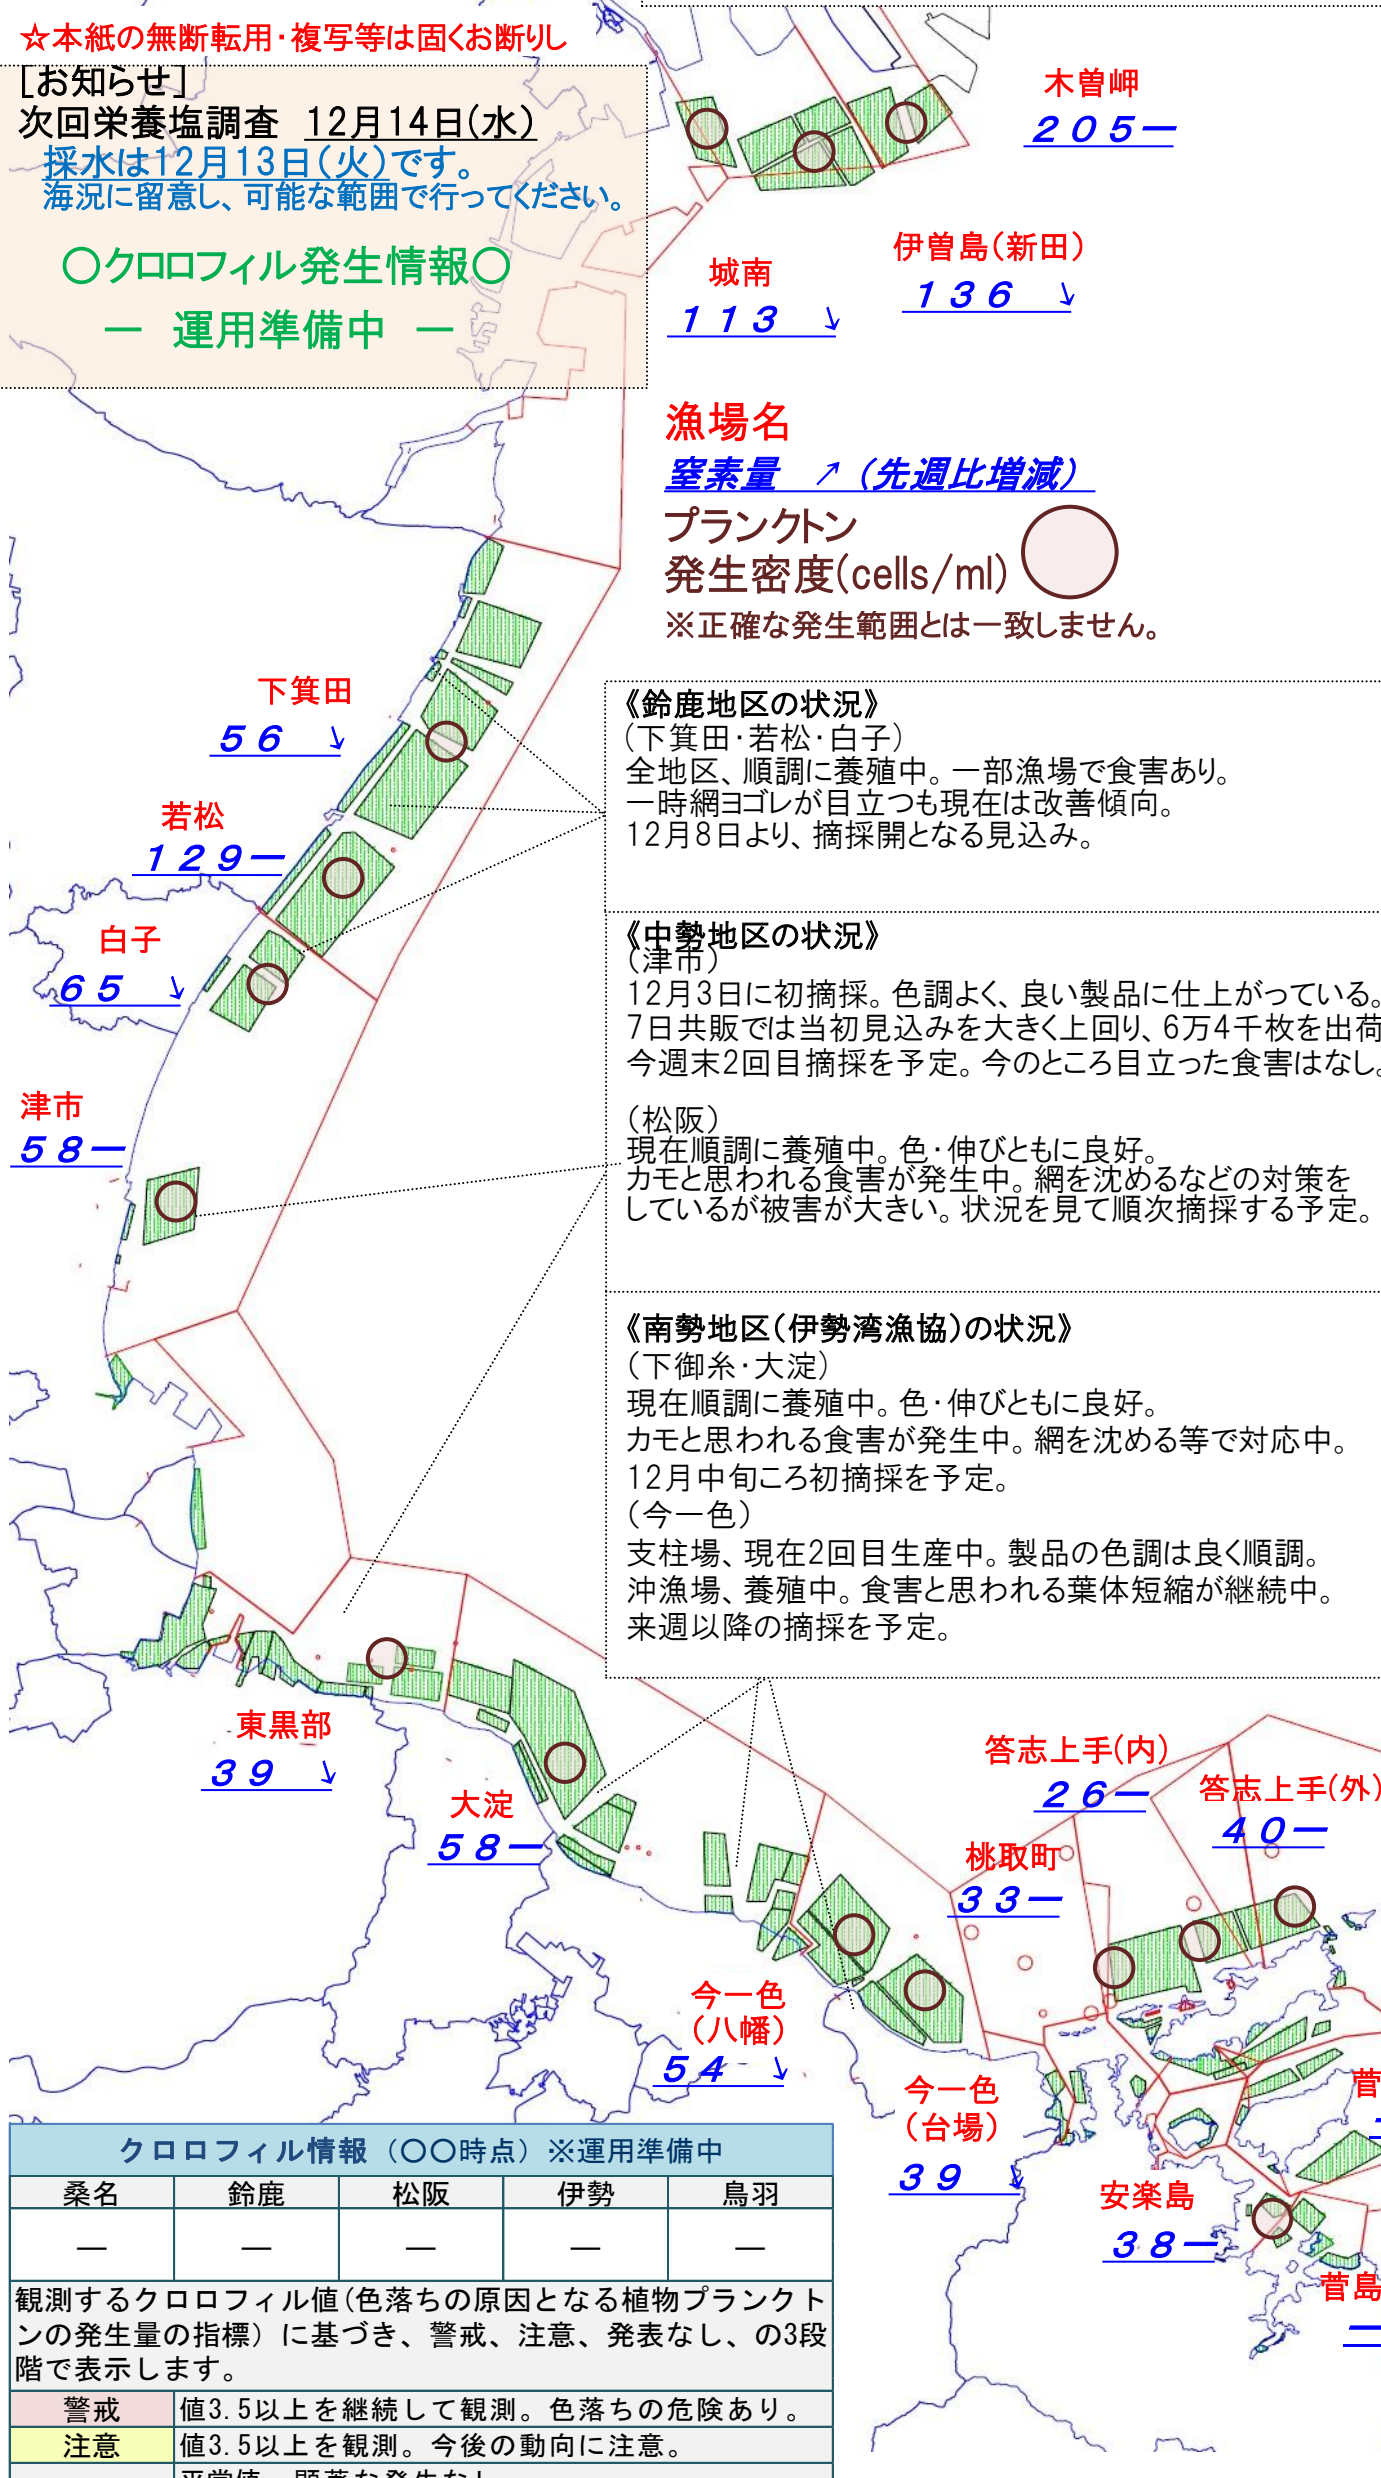 ☆本紙の無断転用･複写等は固くお断りし
[お知らせ]
次回栄養塩調査　12月14日(水)
採水は12月13日(火)です。
海況に留意し、可能な範囲で行ってください。
〇クロロフィル発生情報〇
―　運用準備中　―
木曽岬
２０５ー
伊曽島(新田)
１３６　↘
城南
１１３　↘
漁場名
窒素量　↗（先週比増減）
プランクトン
発生密度(cells/ml)
※正確な発生範囲とは一致しません。
下箕田
５６　↘
若松
１２９ー
白子
６５　↘
津市
５８ー
《鈴鹿地区の状況》
（下箕田･若松･白子）
全地区、順調に養殖中。一部漁場で食害あり。
一時網ヨゴレが目立つも現在は改善傾向。
12月8日より、摘採開となる見込み。
《中勢地区の状況》
（津市）
12月3日に初摘採。色調よく、良い製品に仕上がっている。
7日共販では当初見込みを大きく上回り、6万4千枚を出荷
今週末2回目摘採を予定。今のところ目立った食害はなし。
（松阪）
現在順調に養殖中。色･伸びともに良好。
カモと思われる食害が発生中。網を沈めるなどの対策を
しているが被害が大きい。状況を見て順次摘採する予定。
《南勢地区(伊勢湾漁協)の状況》
（下御糸･大淀）
現在順調に養殖中。色･伸びともに良好。
カモと思われる食害が発生中。網を沈める等で対応中。
12月中旬ころ初摘採を予定。
（今一色）
支柱場、現在2回目生産中。製品の色調は良く順調。
沖漁場、養殖中。食害と思われる葉体短縮が継続中。
来週以降の摘採を予定。
東黒部
３９　↘
大淀
５８ー
答志上手(内)
２６ー
答志上手(外)
４０ー
桃取町
３３ー
今一色
（八幡）
５４　↘
今一色
（台場）
３９　↘
安楽島
３８ー
菅
菅島
ー
クロロフィル情報（〇〇時点）※運用準備中
桑名　鈴鹿　松阪　伊勢　鳥羽
―　―　―　―　―
観測するクロロフィル値(色落ちの原因となる植物プランクト
ンの発生量の指標）に基づき、警戒、注意、発表なし、の3段
階で表示します。
警戒　値3.5以上を継続して観測。色落ちの危険あり。
注意　値3.5以上を観測。今後の動向に注意。